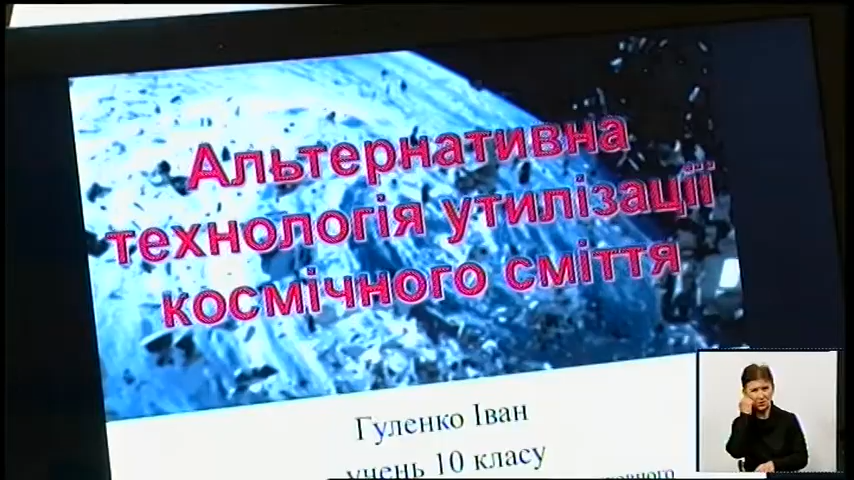 Альтернативна
технологія утилізації
космічного сміття
Гуленко Іван
учень 10 класу